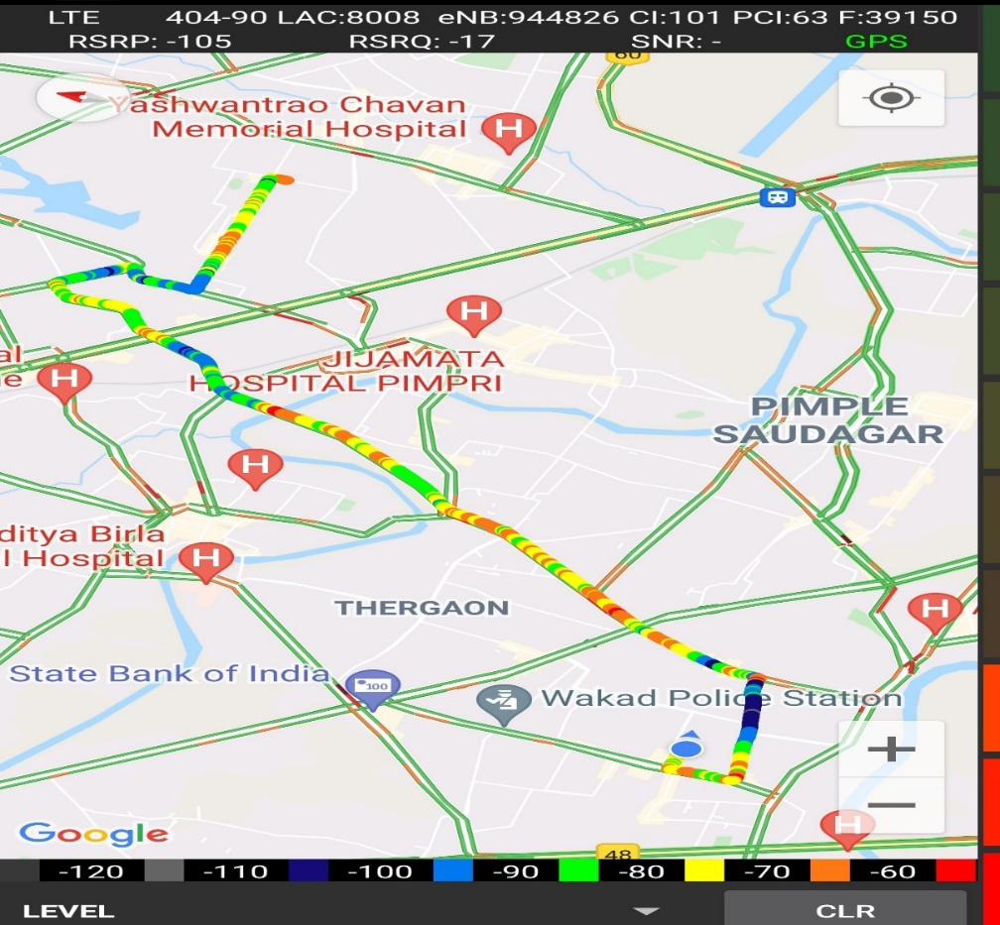 LTE 404-90 LAC:8008 eNB:944826 CI:101 PCI:63 F:39150
RSRP: -105 RSRQ: -17 SNR: - GPS
60
Yashwantrao Chavan
Memorial Hospital
H
H
al
e
H
JIJAMATA
HOSPITAL PIMPRI
PIMPLE
SAUDAGAR
H
ditya Birla
l Hospital
H
THERGAON
H
State Bank of India
100
Wakad Police Station
+
−
Google
H
48
-120 -110 -100 -90 -80 -70 -60
LEVEL
CLR